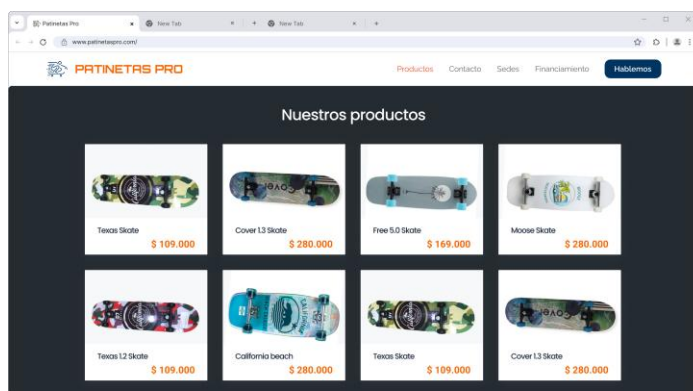 Patinetas Pro
New Tab
New Tab
www.patinetaspro.com/
PATINETAS PRO
Productos Contacto Sedes Financiamiento Hablemos
Nuestros productos
Texas Skate
$ 109.000
Cover 1.3 Skate
$ 280.000
Free 5.0 Skate
$ 169.000
Moose Skate
$ 280.000
Texas 1.2 Skate
$ 109.000
California beach
$ 280.000
Texas Skate
$ 109.000
Cover 1.3 Skate
$ 280.000